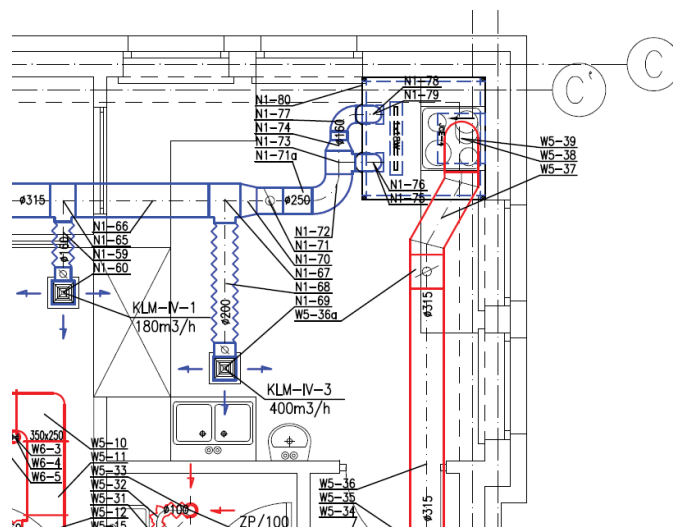 C
C'
N1-78
N1-79
N1-80
N1-77
N1-74
N1-73
N1-71a
ø160
W5-39
W5-38
W5-37
ø315
ø250
N1-76
N1-75
N1-66
N1-65
N1-59
N1-60
ø160
N1-72
N1-71
N1-70
N1-67
N1-68
N1-69
W5-36a
ø200
ø315
KLM-IV-1
180m3/h
KLM-IV-3
400m3/h
350x250
W6-3
W6-4
W6-5
W5-10
W5-11
W5-33
W5-32
W5-31
W5-12
W5-15
ø100
ZP/100
W5-36
W5-35
W5-34
ø315